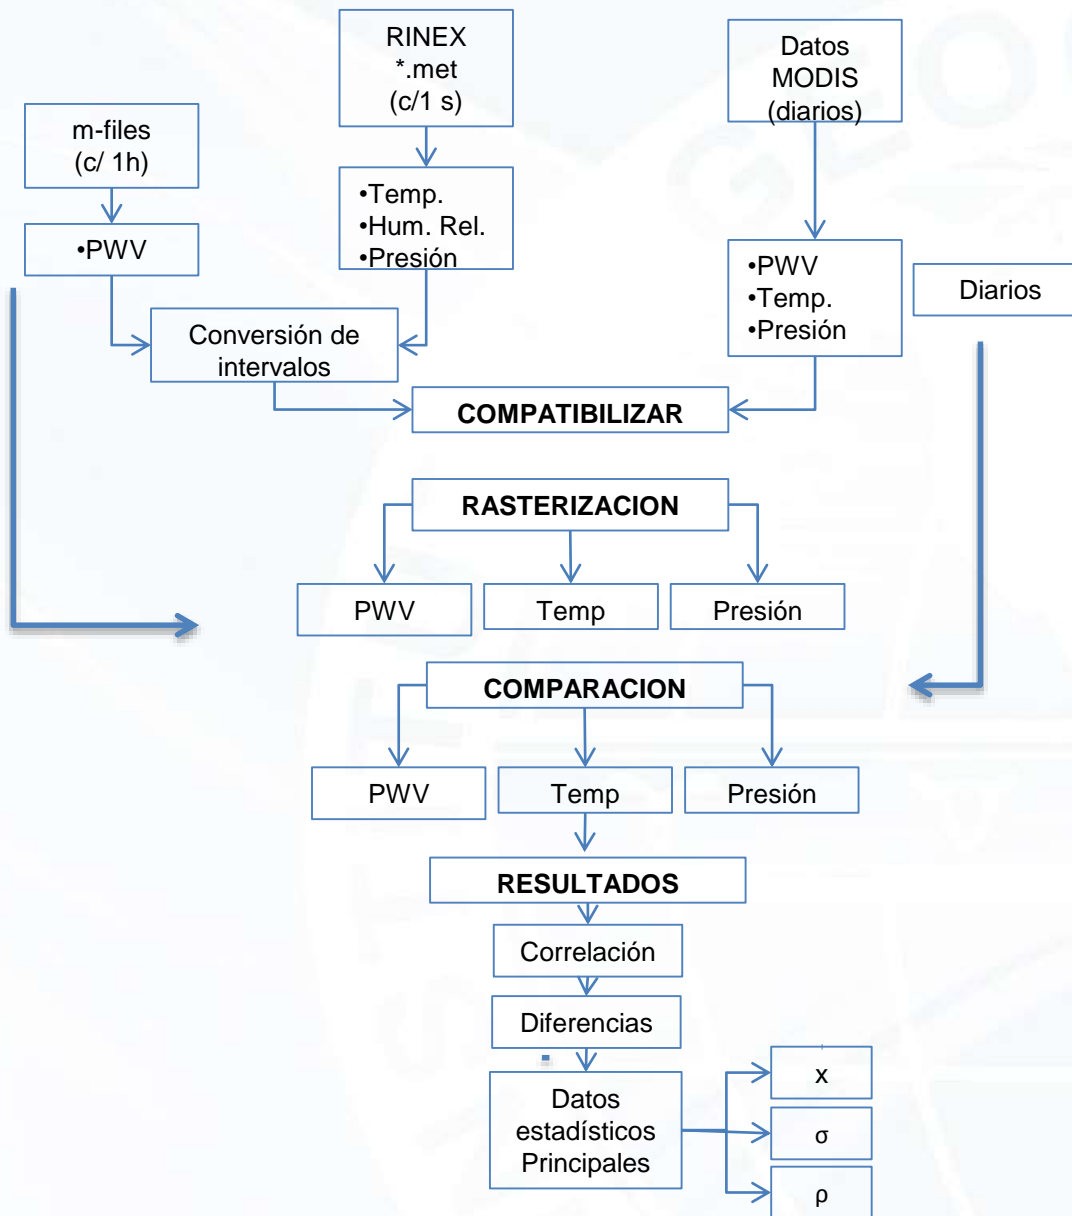 RINEX
*.met
(c/1 s)
Datos
MODIS
(diarios)
m-files
(c/ 1h)
•Temp.
•Hum. Rel.
•Presión
•PWV
•PWV
•Temp.
•Presión
Diarios
Conversión de
intervalos
COMPATIBILIZAR
RASTERIZACION
PWV
Temp
Presión
COMPARACION
PWV
Temp
Presión
RESULTADOS
Correlación
Diferencias
Datos
estadísticos
Principales
x
σ
ρ